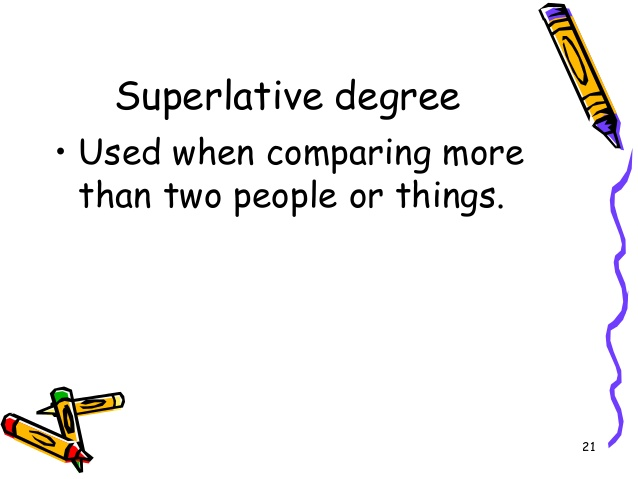 Superlative degree
• Used when comparing more
than two people or things.
21